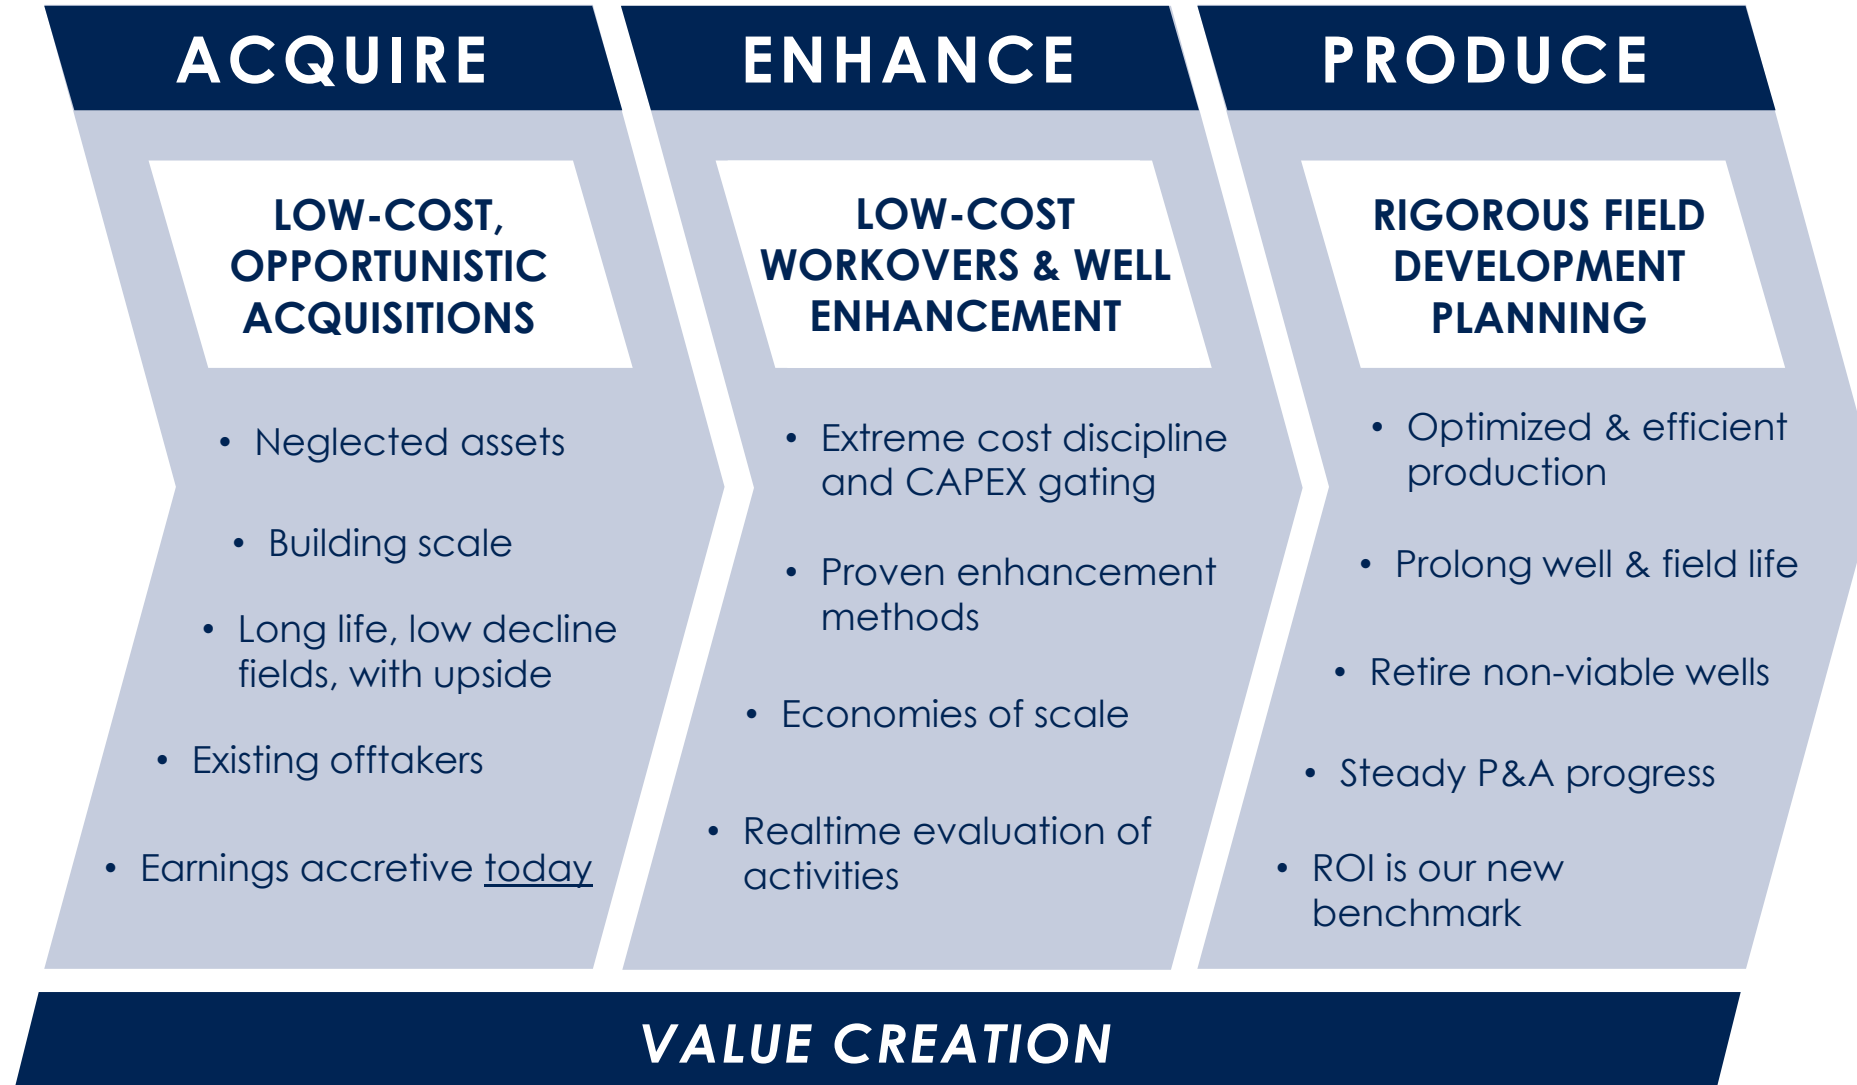 ACQUIRE
LOW-COST,
OPPORTUNISTIC
ACQUISITIONS
• Neglected assets
• Building scale
• Long life, low decline
fields, with upside
• Existing offtakers
• Earnings accretive today
ENHANCE
LOW-COST
WORKOVERS & WELL
ENHANCEMENT
• Extreme cost discipline
and CAPEX gating
• Proven enhancement
methods
• Economies of scale
• Realtime evaluation of
activities
PRODUCE
RIGOROUS FIELD
DEVELOPMENT
PLANNING
• Optimized & efficient
production
• Prolong well & field life
• Retire non-viable wells
• Steady P&A progress
• ROI is our new
benchmark
VALUE CREATION